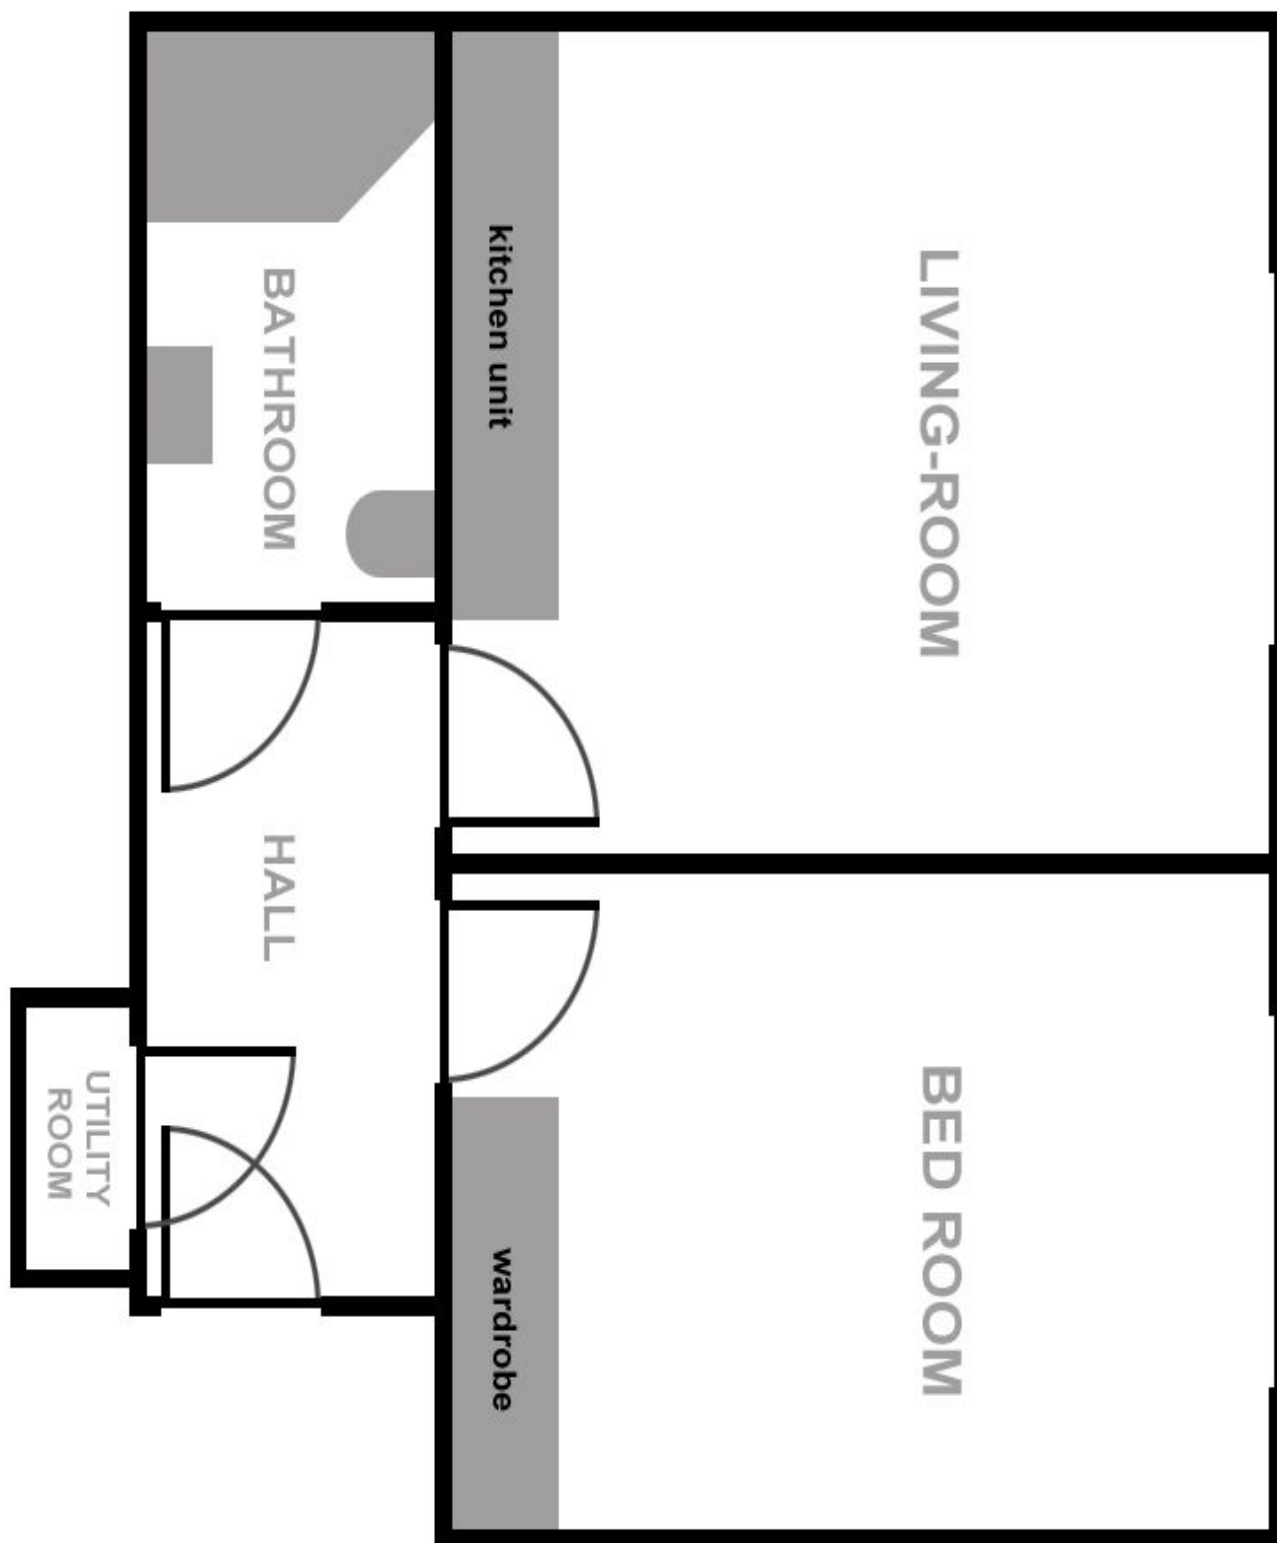 BATHROOM
kitchen unit
LIVING-ROOM
HALL
UTILITY
ROOM
wardrobe
BED ROOM